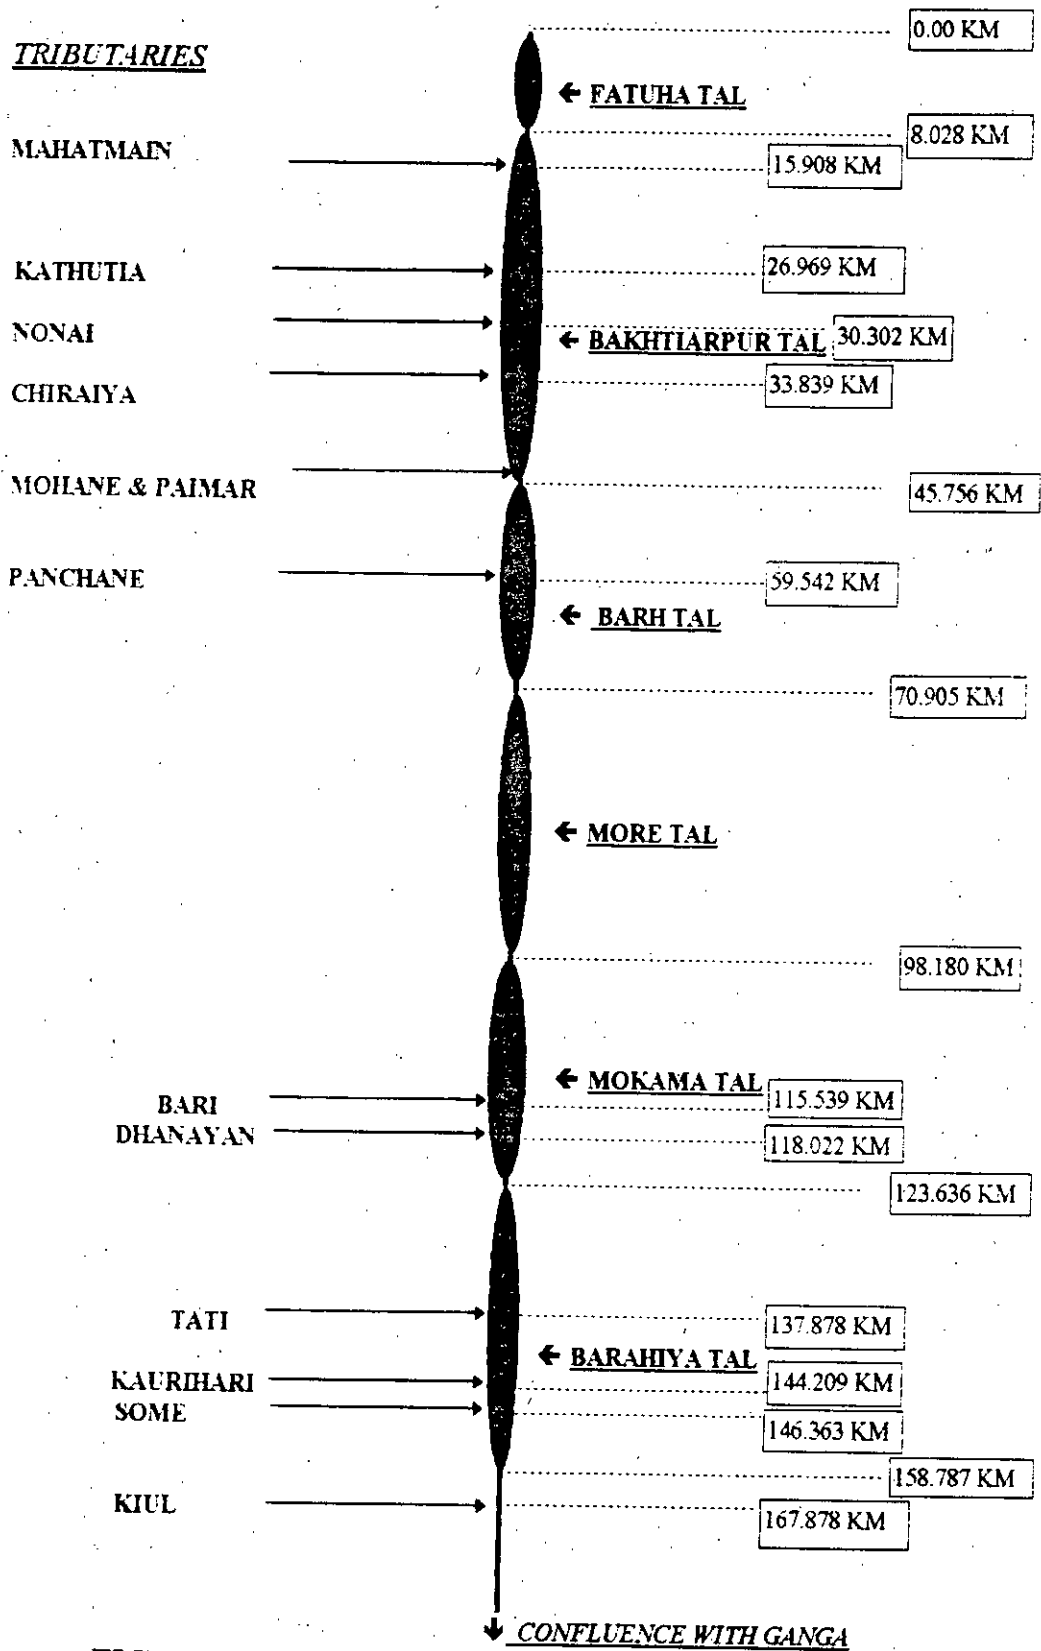 0.00 KM
TRIBUTARIES
← FATUHA TAL
8.028 KM
MAHATMAIN
15.908 KM
KATHUTIA
26.969 KM
NONAI
← BAKHTIARPUR TAL
30.302 KM
CHIRAIYA
33.839 KM
MOHANE & PAIMAR
45.756 KM
PANCHANE
59.542 KM
← BARH TAL
70.905 KM
← MORE TAL
98.180 KM
← MOKAMA TAL
BARI
115.539 KM
DHANAYAN
118.022 KM
123.636 KM
TATI
137.878 KM
← BARAHIYA TAL
KAURIHARI
144.209 KM
SOME
146.363 KM
158.787 KM
KIUL
167.878 KM
CONFLUENCE WITH GANGA